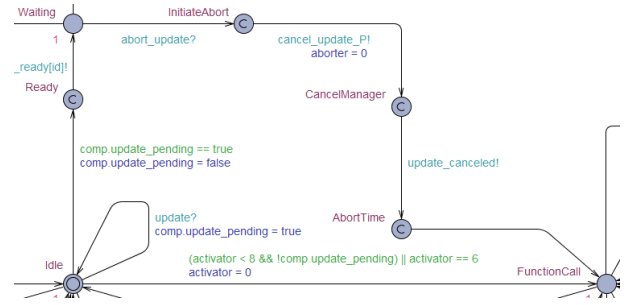 Waiting
InitiateAbort
C
1
abort_update?
cancel_update_P!
aborter = 0
_ready[id]!
Ready
C
CancelManager
C
comp.update_pending == true
comp.update_pending = false
update_canceled!
update?
comp.update_pending = true
AbortTime
C
Idle
(activator < 8 && !comp.update_pending) || activator == 6
activator = 0
FunctionCall
C
1
1